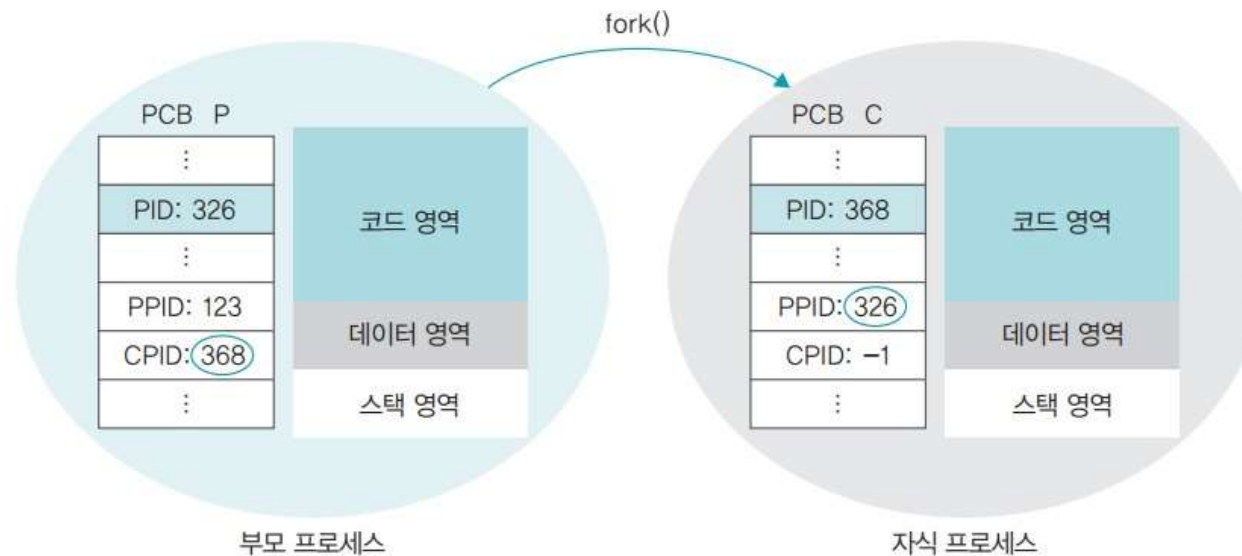 fork()
PCB P
⋮
PID: 326
⋮
PPID: 123
CPID: 368
⋮
코드 영역
데이터 영역
스택 영역
부모 프로세스
PCB C
⋮
PID: 368
⋮
PPID: 326
CPID: −1
⋮
코드 영역
데이터 영역
스택 영역
자식 프로세스